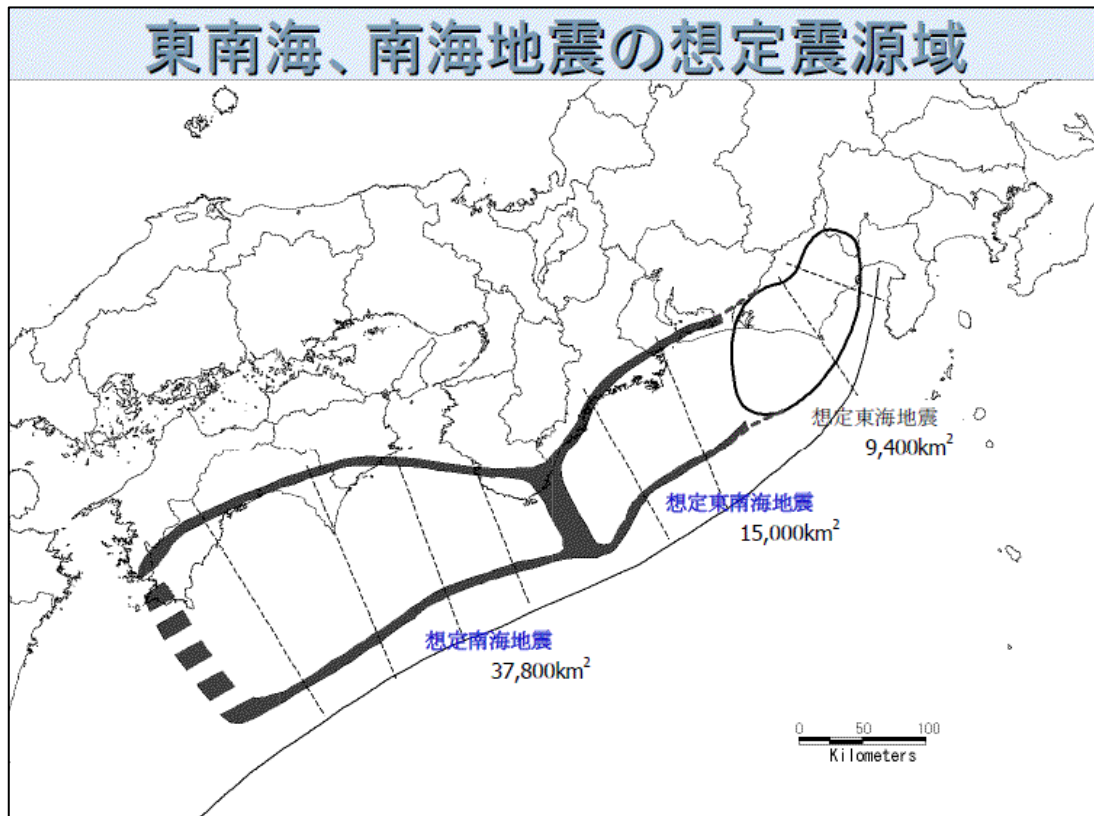 東南海、南海地震の想定震源域
想定東海地震
9,400km²
想定東南海地震
15,000km²
想定南海地震
37,800km²
0 50 100
Kilometers